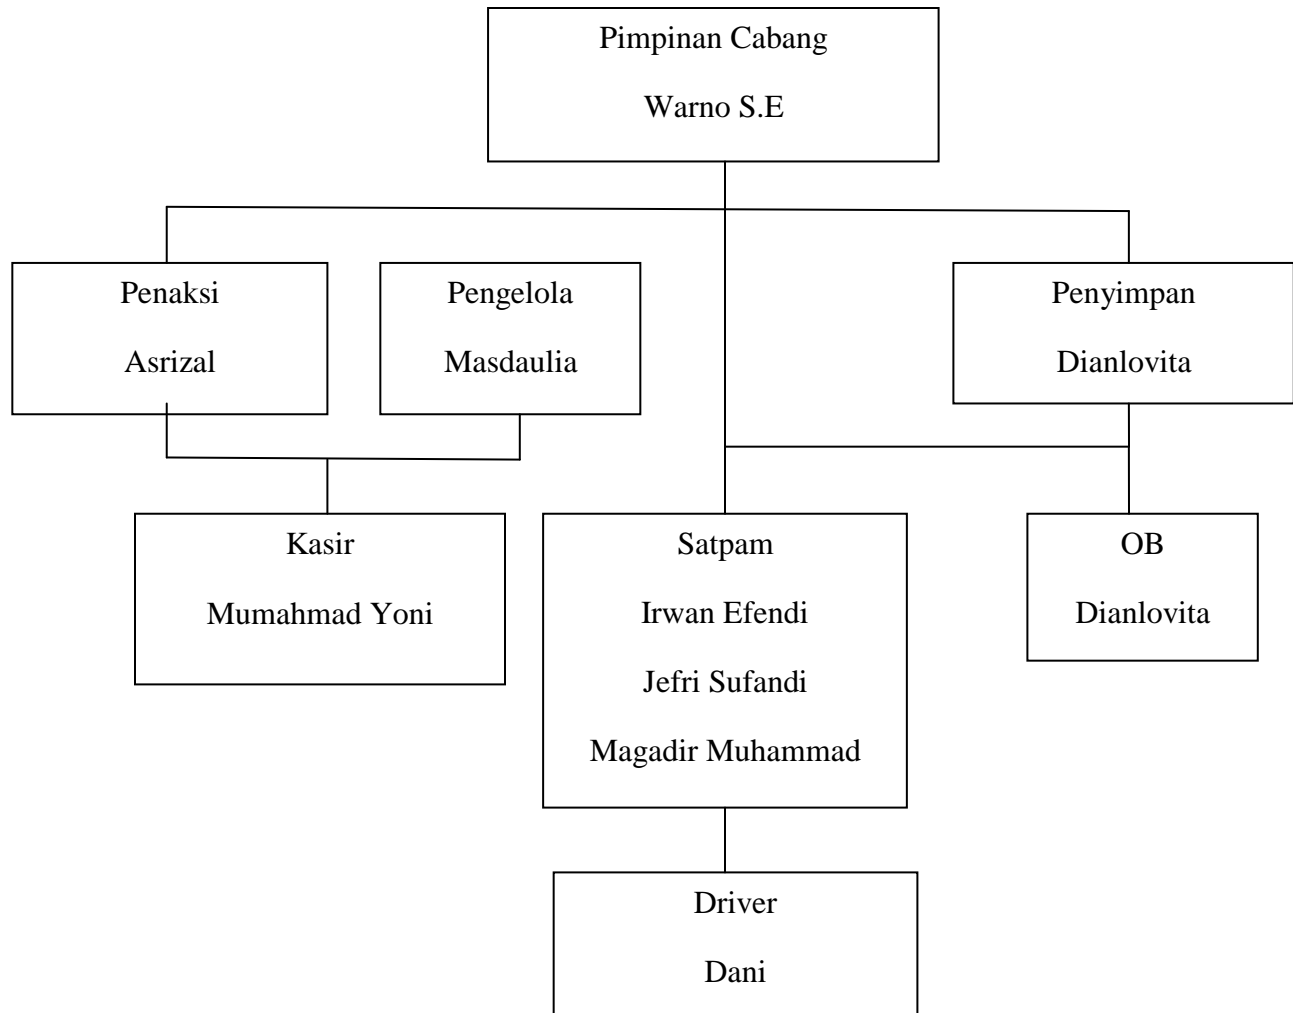 Pimpinan Cabang
Warno S.E
Penaksi
Asrizal
Pengelola
Masdaulia
Penyimpan
Dianlovita
Kasir
Mumahmad Yoni
Satpam
Irwan Efendi
Jefri Sufandi
Magadir Muhammad
OB
Dianlovita
Driver
Dani